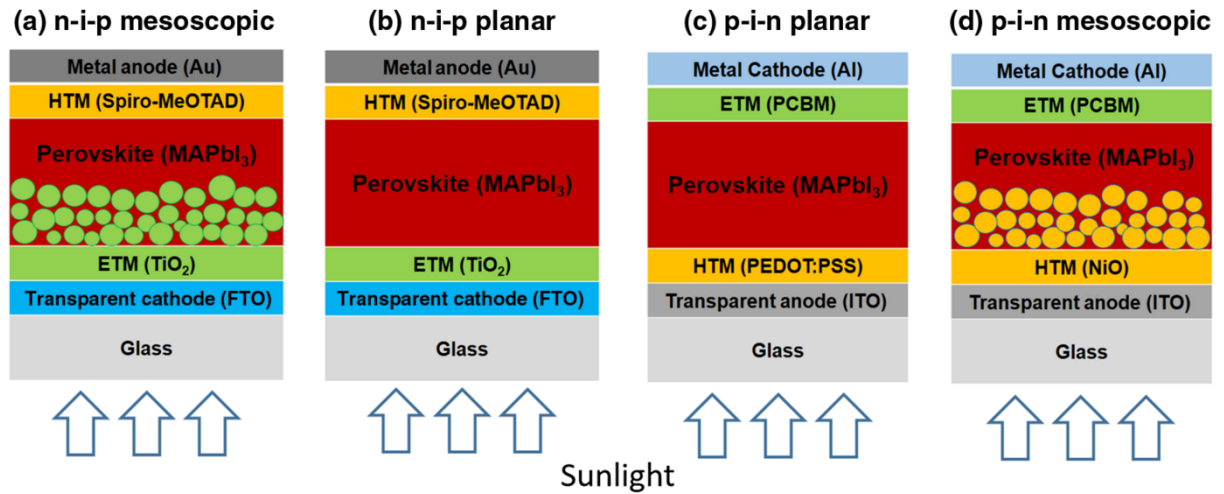 (a) n-i-p mesoscopic
Metal anode (Au)
HTM (Spiro-MeOTAD)
Perovskite (MAPbI₃)
ETM (TiO₂)
Transparent cathode (FTO)
Glass
(b) n-i-p planar
Metal anode (Au)
HTM (Spiro-MeOTAD)
Perovskite (MAPbI₃)
ETM (TiO₂)
Transparent cathode (FTO)
Glass
(c) p-i-n planar
Metal Cathode (Al)
ETM (PCBM)
Perovskite (MAPbI₃)
HTM (PEDOT:PSS)
Transparent anode (ITO)
Glass
(d) p-i-n mesoscopic
Metal Cathode (Al)
ETM (PCBM)
Perovskite (MAPbI₃)
HTM (NiO)
Transparent anode (ITO)
Glass
Sunlight